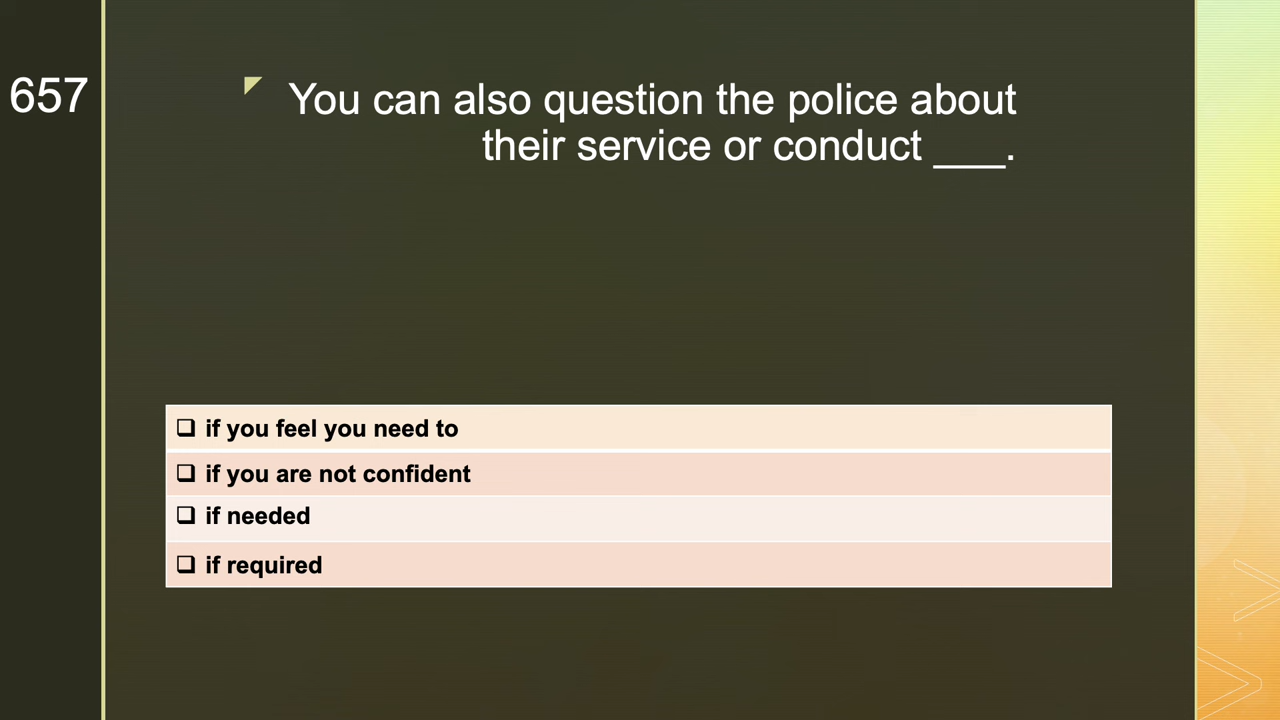 657
You can also question the police about
their service or conduct ___.
❑ if you feel you need to
❑ if you are not confident
❑ if needed
❑ if required